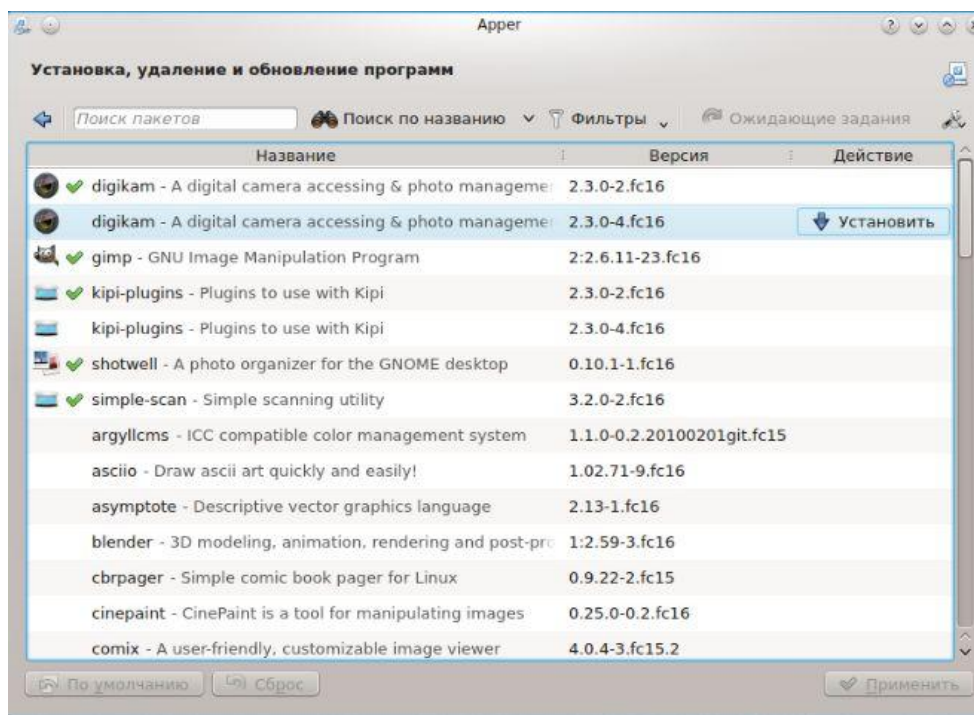 Apper
Установка, удаление и обновление программ
Поиск пакетов Поиск по названию Фильтры Ожидающие задания
Название Версия Действие
digikam - A digital camera accessing & photo manageme 2.3.0-2.fc16
digikam - A digital camera accessing & photo manageme 2.3.0-4.fc16 Установить
gimp - GNU Image Manipulation Program 2:2.6.11-23.fc16
kipi-plugins - Plugins to use with Kipi 2.3.0-2.fc16
kipi-plugins - Plugins to use with Kipi 2.3.0-4.fc16
shotwell - A photo organizer for the GNOME desktop 0.10.1-1.fc16
simple-scan - Simple scanning utility 3.2.0-2.fc16
argyllcms - ICC compatible color management system 1.1.0-0.2.20100201git.fc15
asciio - Draw ascii art quickly and easily! 1.02.71-9.fc16
asymptote - Descriptive vector graphics language 2.13-1.fc16
blender - 3D modeling, animation, rendering and post-pro 1:2.59-3.fc16
cbrpager - Simple comic book pager for Linux 0.9.22-2.fc15
cinepaint - CinePaint is a tool for manipulating images 0.25.0-0.2.fc16
comix - A user-friendly, customizable image viewer 4.0.4-3.fc15.2
По умолчанию Сброс Применить